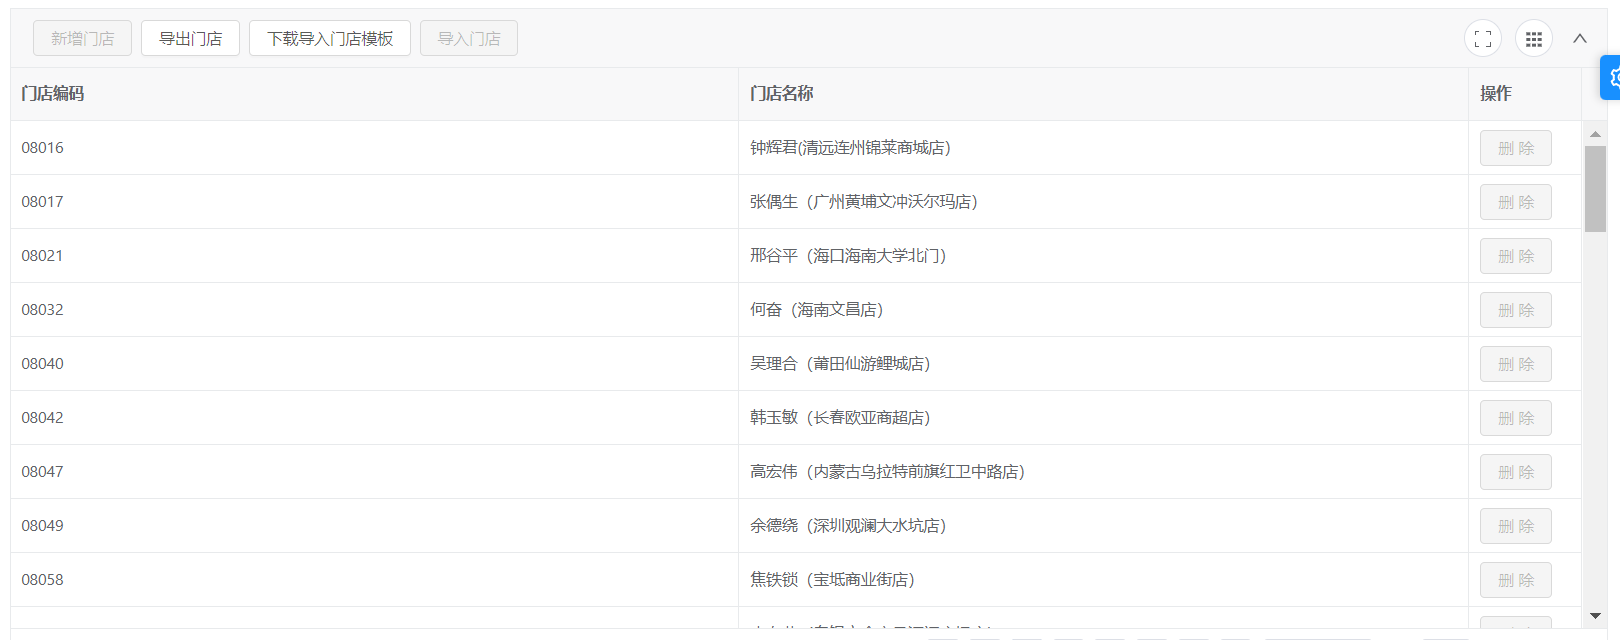 新增门店 导出门店 下载导入门店模板 导入门店
门店编码 门店名称 操作
08016 钟辉君(清远连州锦莱商城店) 删 除
08017 张偶生（广州黄埔文冲沃尔玛店） 删 除
08021 邢谷平（海口海南大学北门） 删 除
08032 何奋（海南文昌店） 删 除
08040 吴理合（莆田仙游鲤城店） 删 除
08042 韩玉敏（长春欧亚商超店） 删 除
08047 高宏伟（内蒙古乌拉特前旗红卫中路店） 删 除
08049 余德绕（深圳观澜大水坑店） 删 除
08058 焦铁锁（宝坻商业街店） 删 除